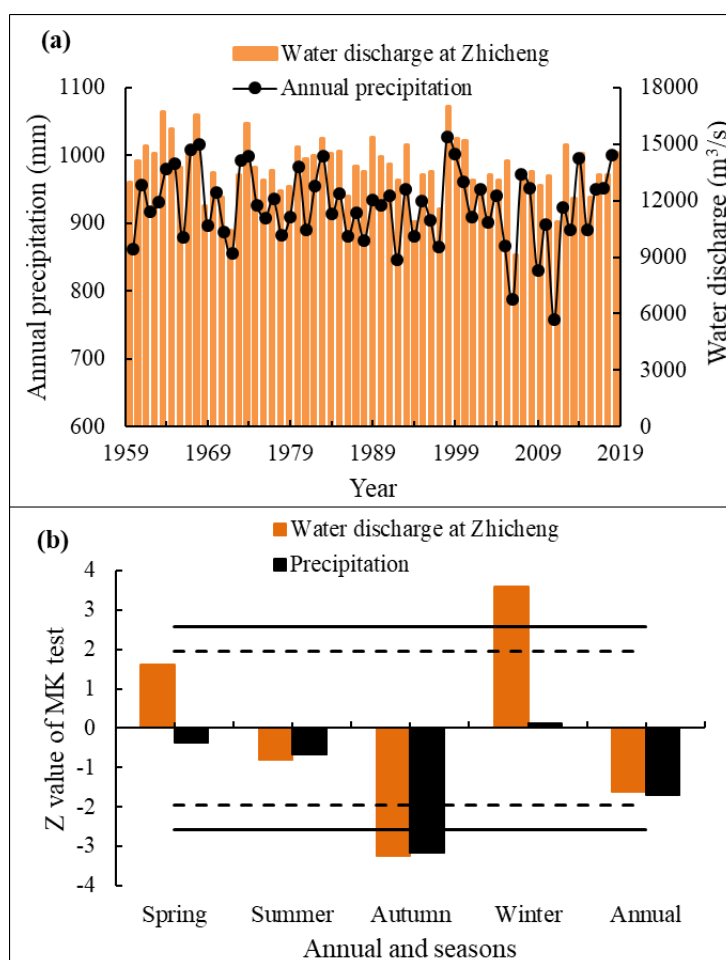 (a)
Water discharge at Zhicheng
Annual precipitation
1100
1000
900
800
700
600
Annual precipitation (mm)
18000
15000
12000
9000
6000
3000
0
Water discharge (m³/s)
1959 1969 1979 1989 1999 2009 2019
Year
(b)
Water discharge at Zhicheng
Precipitation
4
3
2
1
0
-1
-2
-3
-4
Z value of MK test
Spring Summer Autumn Winter Annual
Annual and seasons